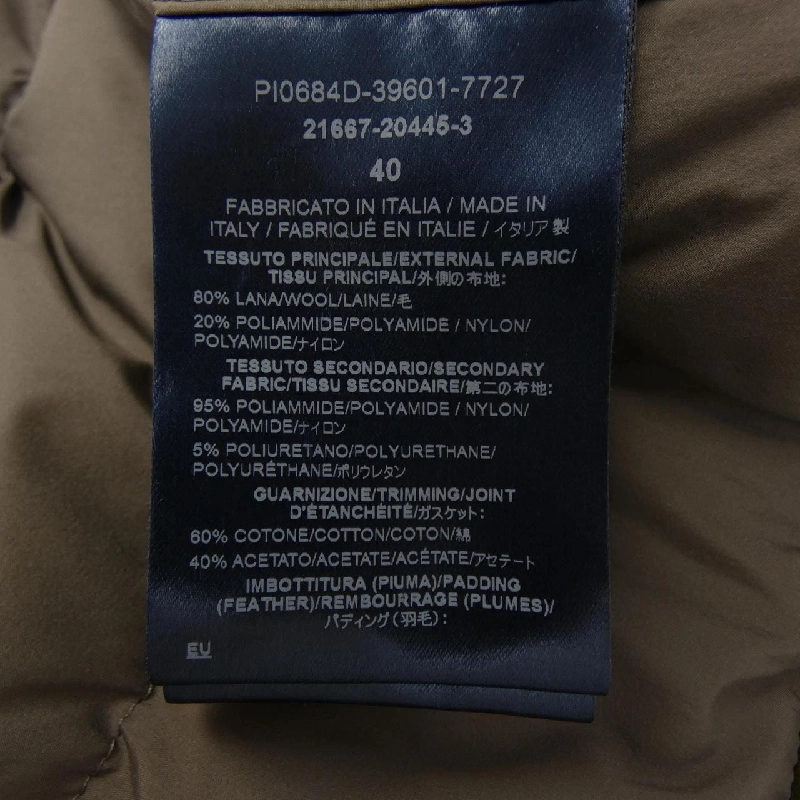 PI0684D-39601-7727
21667-20445-3
40
FABBRICATO IN ITALIA / MADE IN
ITALY / FABRIQUÉ EN ITALIE / イタリア製
TESSUTO PRINCIPALE/EXTERNAL FABRIC/
TISSU PRINCIPAL/外側の布地:
80% LANA/WOOL/LAINE/毛
20% POLIAMMIDE/POLYAMIDE / NYLON/
POLYAMIDE/ナイロン
TESSUTO SECONDARIO/SECONDARY
FABRIC/TISSU SECONDAIRE/第二の布地:
95% POLIAMMIDE/POLYAMIDE / NYLON/
POLYAMIDE/ナイロン
5% POLIURETANO/POLYURETHANE/
POLYURÉTHANE/ポリウレタン
GUARNIZIONE/TRIMMING/JOINT
D'ÉTANCHÉITÉ/ガスケット:
60% COTONE/COTTON/COTON/綿
40% ACETATO/ACETATE/ACÉTATE/アセテート
IMBOTTITURA (PIUMA)/PADDING
(FEATHER)/REMBOURRAGE (PLUMES)/
パディング(羽毛):
EU